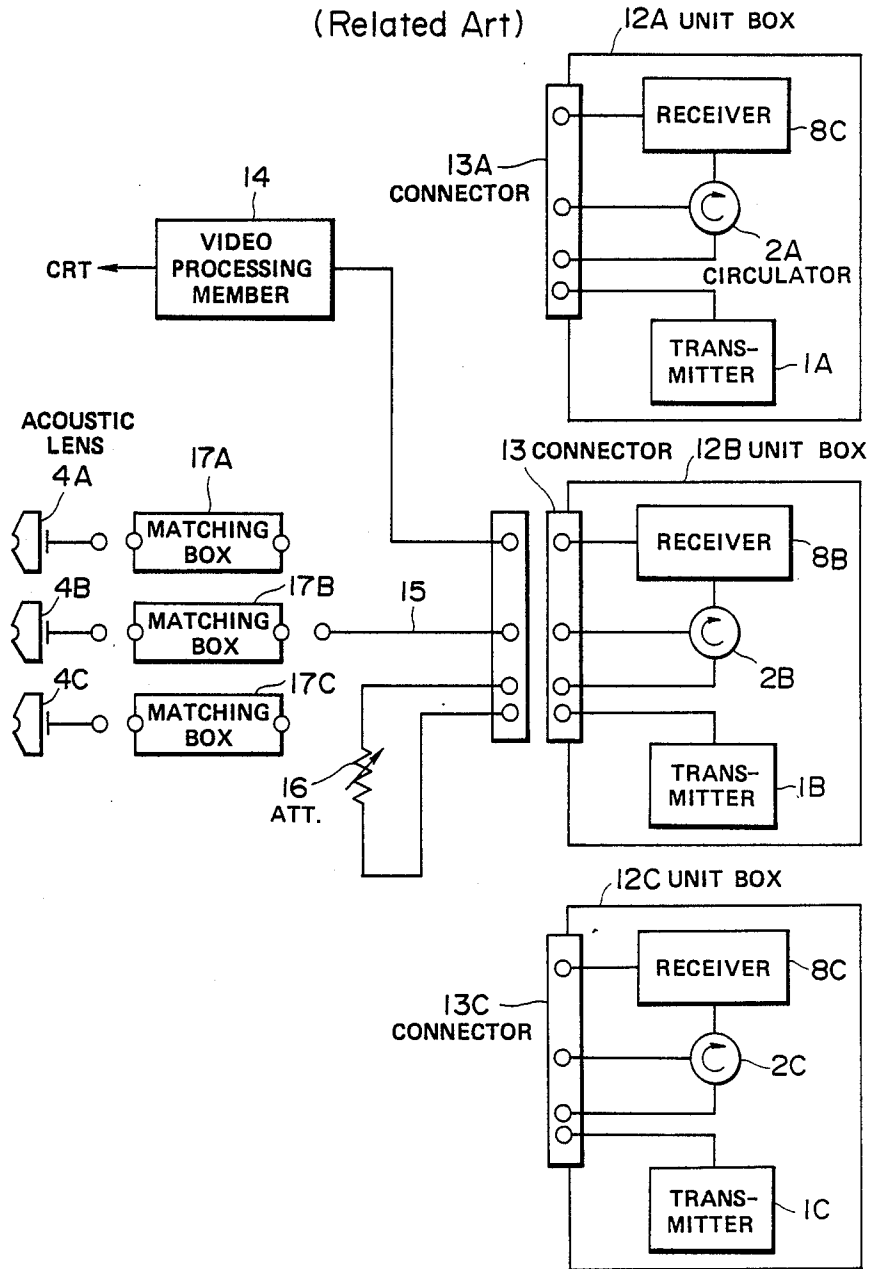 (Related Art)
12A UNIT BOX
RECEIVER
8C
13A
CONNECTOR
2A
CIRCULATOR
TRANS-
MITTER
1A
14
VIDEO
PROCESSING
MEMBER
CRT
ACOUSTIC
LENS
4A
17A
MATCHING
BOX
4B
17B
MATCHING
BOX
15
4C
17C
MATCHING
BOX
16
ATT.
13 CONNECTOR
12B UNIT BOX
RECEIVER
8B
2B
TRANS-
MITTER
1B
12C UNIT BOX
RECEIVER
8C
13C
CONNECTOR
2C
TRANS-
MITTER
1C